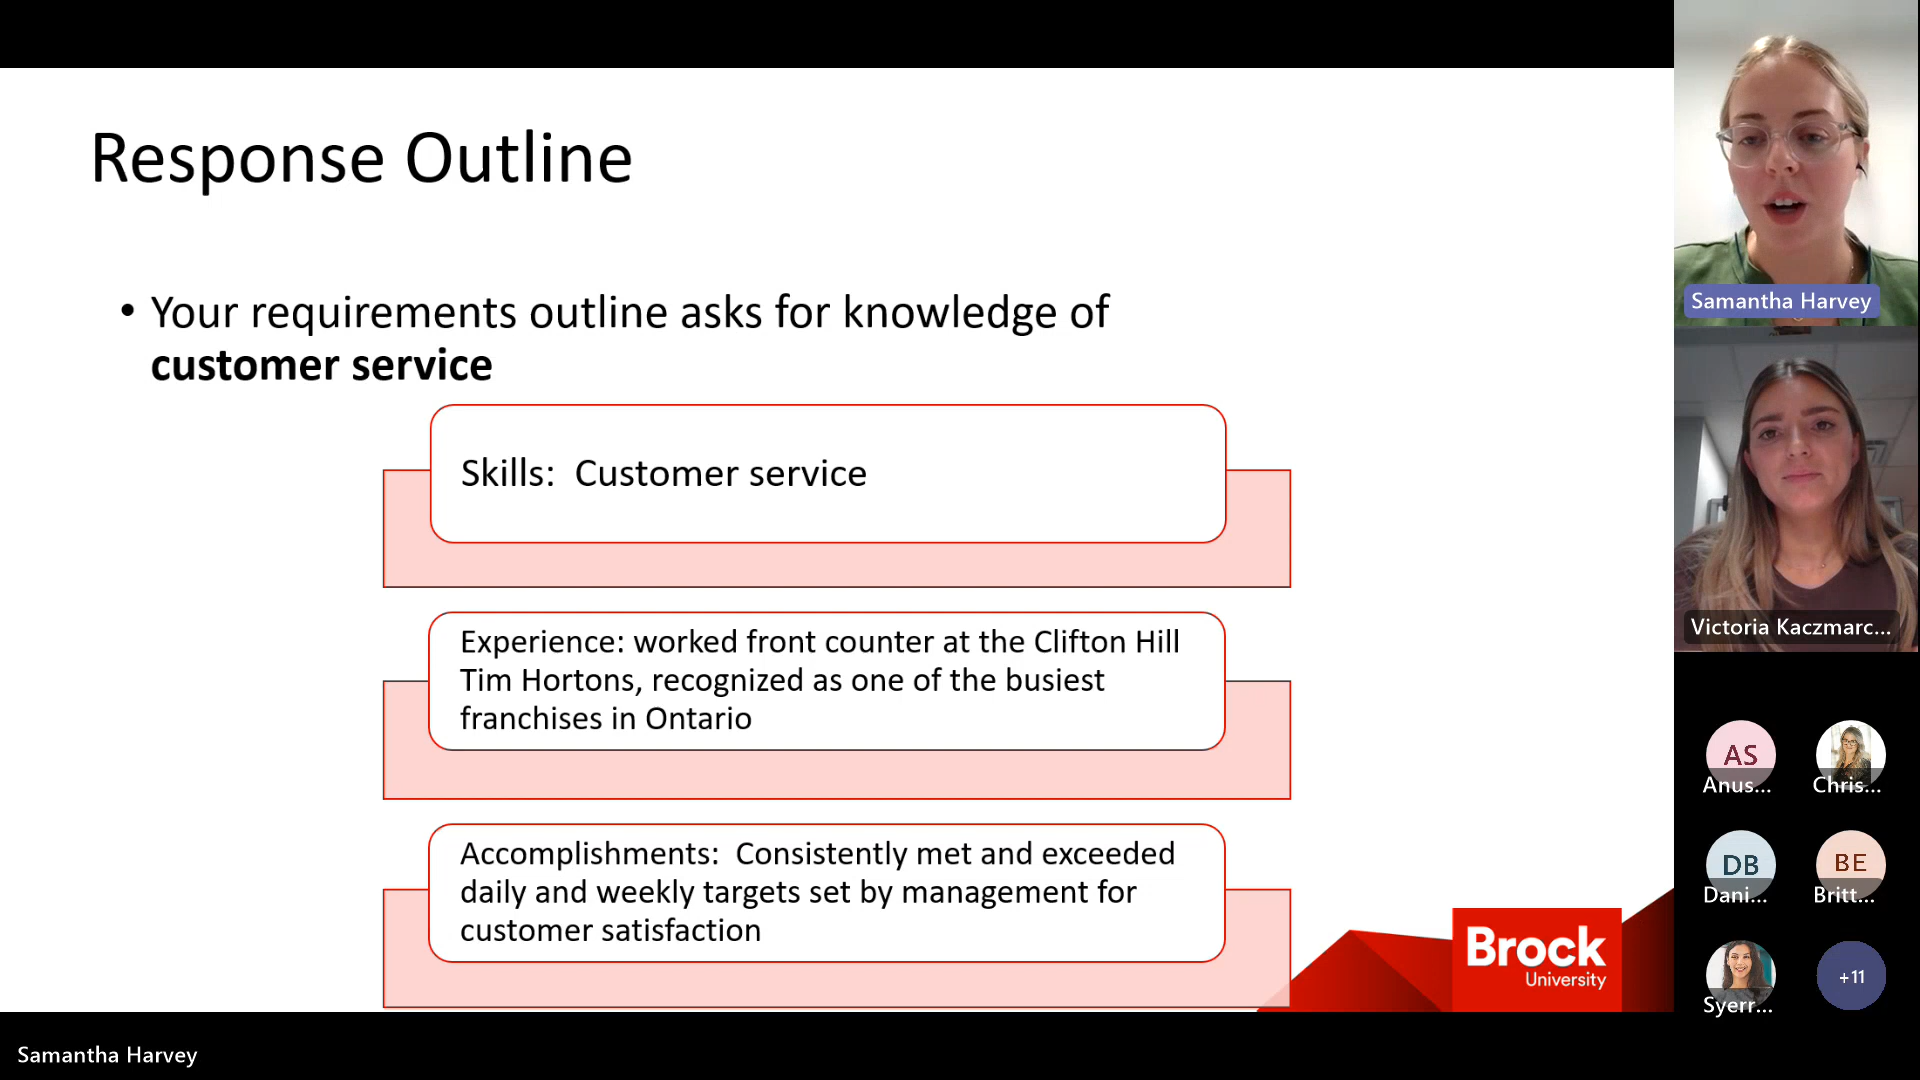 Response Outline
• Your requirements outline asks for knowledge of
customer service
Skills:  Customer service
Experience: worked front counter at the Clifton Hill
Tim Hortons, recognized as one of the busiest
franchises in Ontario
Accomplishments:  Consistently met and exceeded
daily and weekly targets set by management for
customer satisfaction
Brock
University
Samantha Harvey
Victoria Kaczmarc...
AS
Anus...
Chris...
DB
Dani...
BE
Britt...
Syerr...
+11
Samantha Harvey